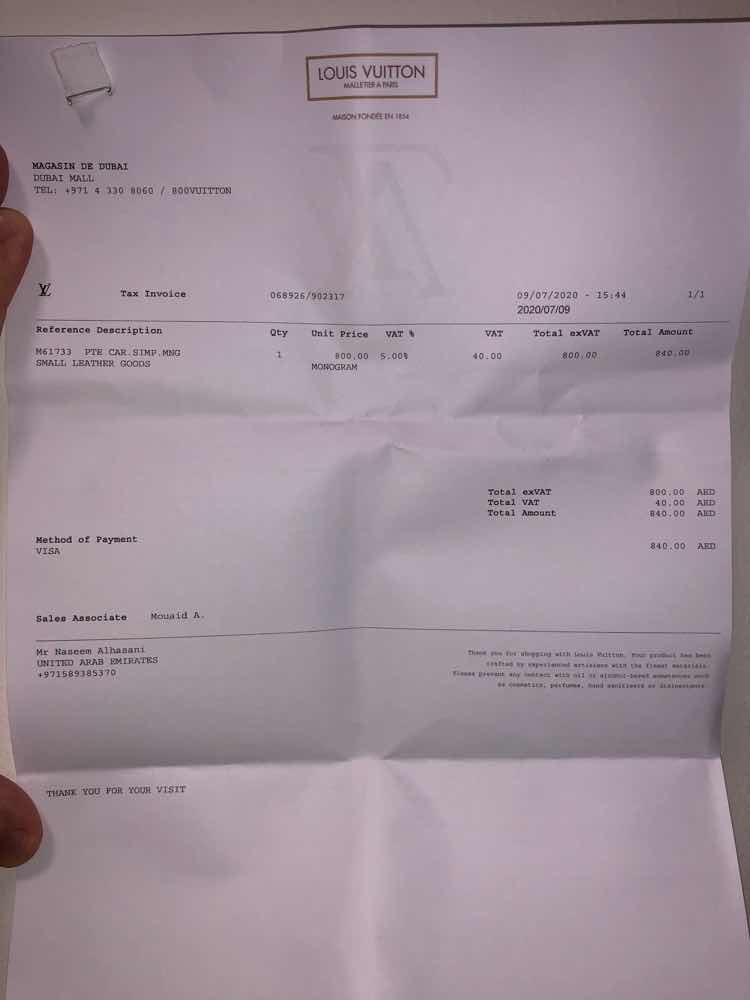 LOUIS VUITTON
MALLETIER A PARIS
MAISON FONDÉE EN 1854
MAGASIN DE DUBAI
DUBAI MALL
TEL: +971 4 330 8060 / 800VUITTON
LV Tax Invoice 068926/902317 09/07/2020 - 15:44 1/1
2020/07/09
Reference Description Qty Unit Price VAT % VAT Total exVAT Total Amount
M61733 PTE CAR.SIMP.MNG 1 800.00 5.00% 40.00 800.00 840.00
SMALL LEATHER GOODS MONOGRAM
Total exVAT 800.00 AED
Total VAT 40.00 AED
Total Amount 840.00 AED
Method of Payment
VISA 840.00 AED
Sales Associate Mouaid A.
Mr Naseem Alhasani
UNITED ARAB EMIRATES
+971589385370
Thank you for shopping with Louis Vuitton. Your product has been
crafted by experienced artisans with the finest materials.
Please prevent any contact with oil or alcohol-based substances such
as cosmetics, perfumes, hand sanitisers or disinfectants.
THANK YOU FOR YOUR VISIT